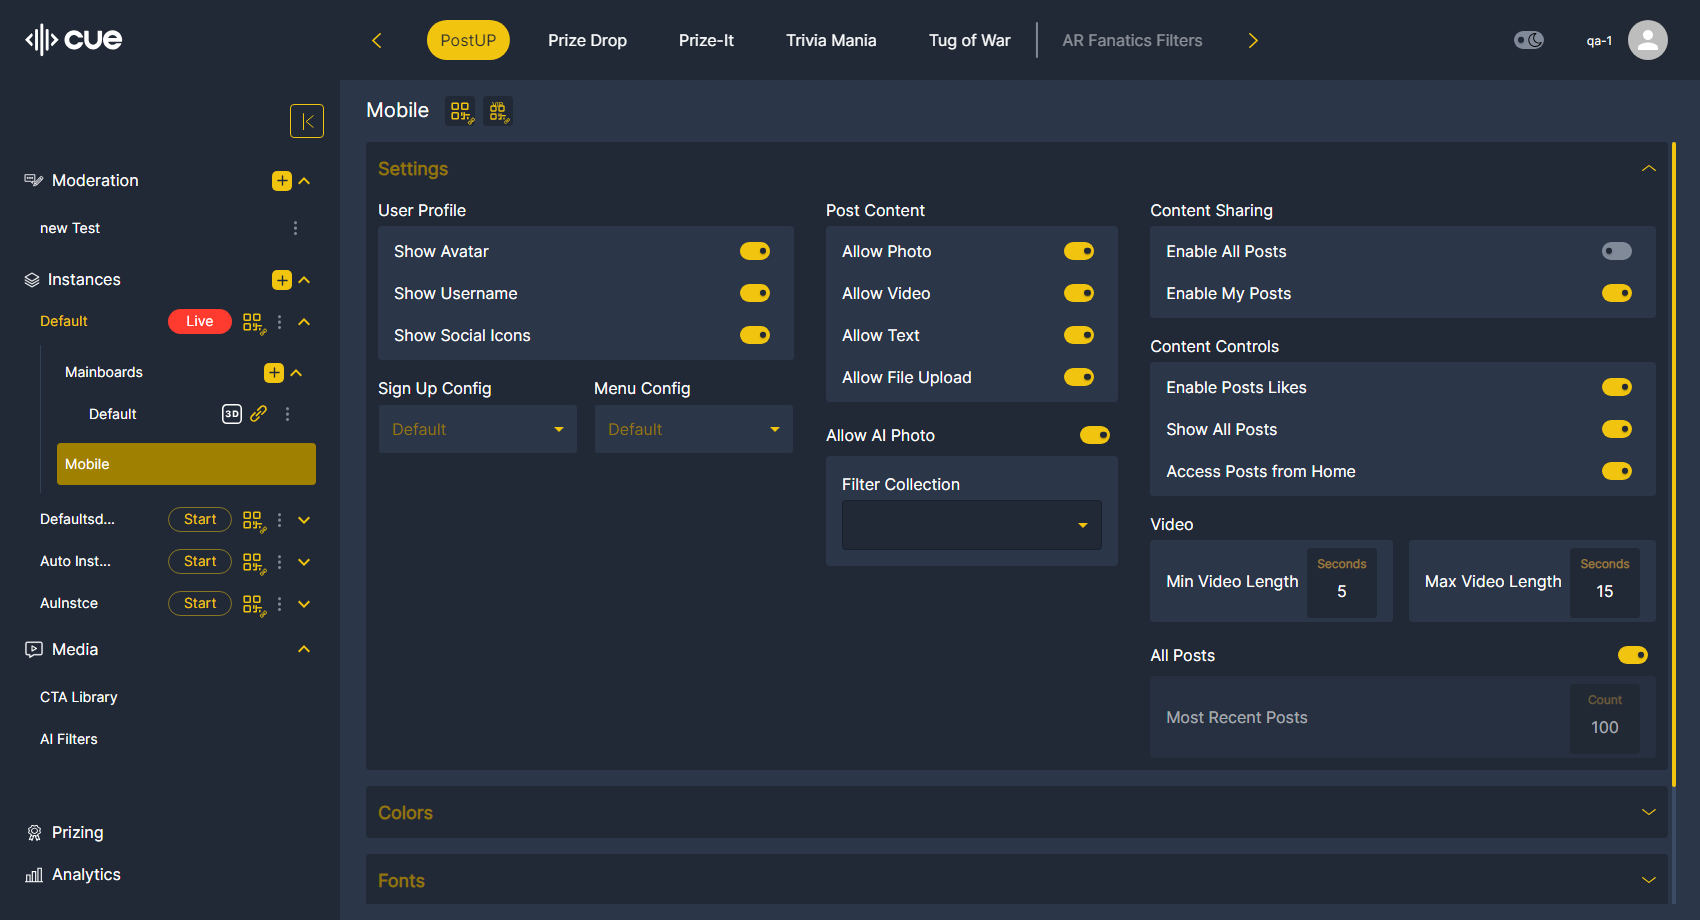 cue
PostUP
Prize Drop
Prize-It
Trivia Mania
Tug of War
AR Fanatics Filters
qa-1
Moderation
new Test
Instances
Default
Live
Mainboards
Default
3D
Mobile
Defaultsd...
Start
Auto Inst...
Start
AuInstce
Start
Media
CTA Library
AI Filters
Prizing
Analytics
Mobile
VIP
Settings
User Profile
Show Avatar
Show Username
Show Social Icons
Sign Up Config
Default
Menu Config
Default
Post Content
Allow Photo
Allow Video
Allow Text
Allow File Upload
Allow AI Photo
Filter Collection
Content Sharing
Enable All Posts
Enable My Posts
Content Controls
Enable Posts Likes
Show All Posts
Access Posts from Home
Video
Min Video Length
Seconds
5
Max Video Length
Seconds
15
All Posts
Most Recent Posts
Count
100
Colors
Fonts